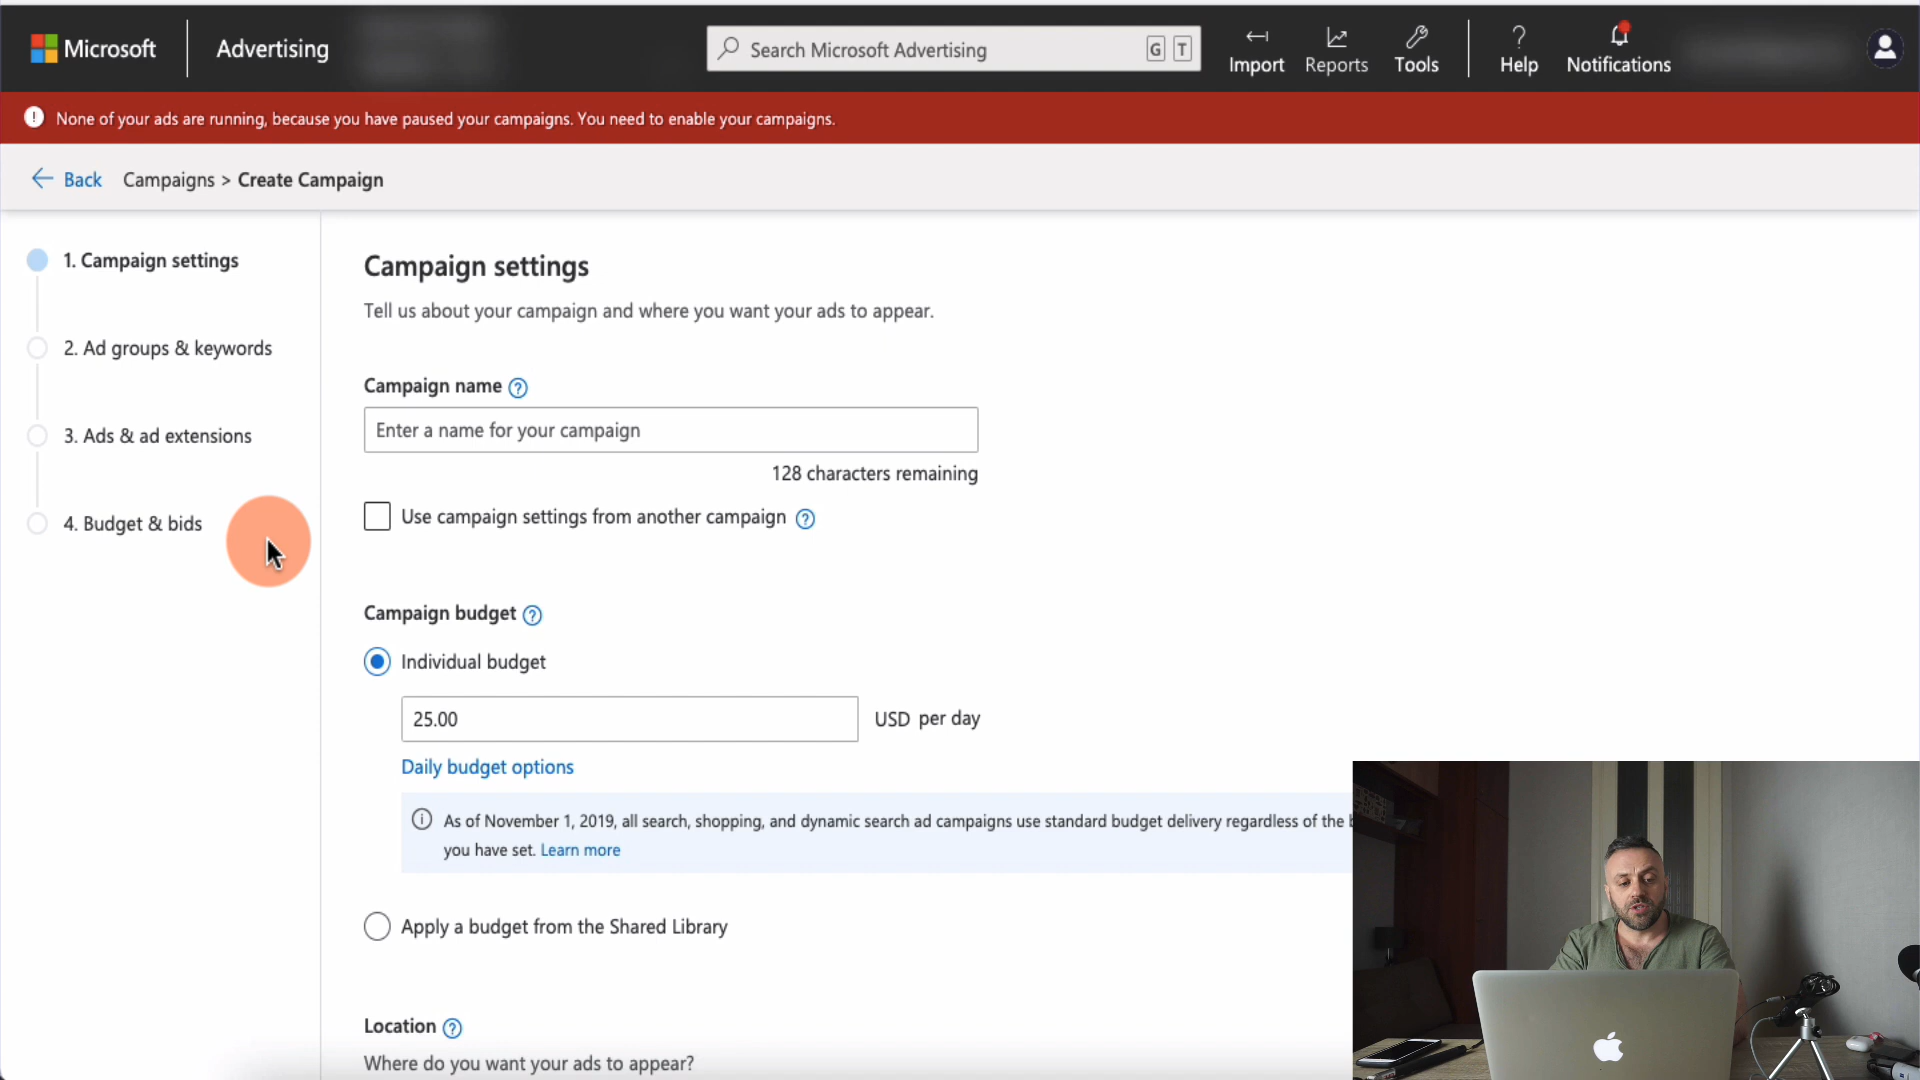 Microsoft
Advertising
Search Microsoft Advertising
G T
Import
Reports
Tools
Help
Notifications
None of your ads are running, because you have paused your campaigns. You need to enable your campaigns.
Back
Campaigns > Create Campaign
1. Campaign settings
2. Ad groups & keywords
3. Ads & ad extensions
4. Budget & bids
Campaign settings
Tell us about your campaign and where you want your ads to appear.
Campaign name
Enter a name for your campaign
128 characters remaining
Use campaign settings from another campaign
Campaign budget
Individual budget
25.00
USD per day
Daily budget options
As of November 1, 2019, all search, shopping, and dynamic search ad campaigns use standard budget delivery regardless of the
you have set. Learn more
Apply a budget from the Shared Library
Location
Where do you want your ads to appear?